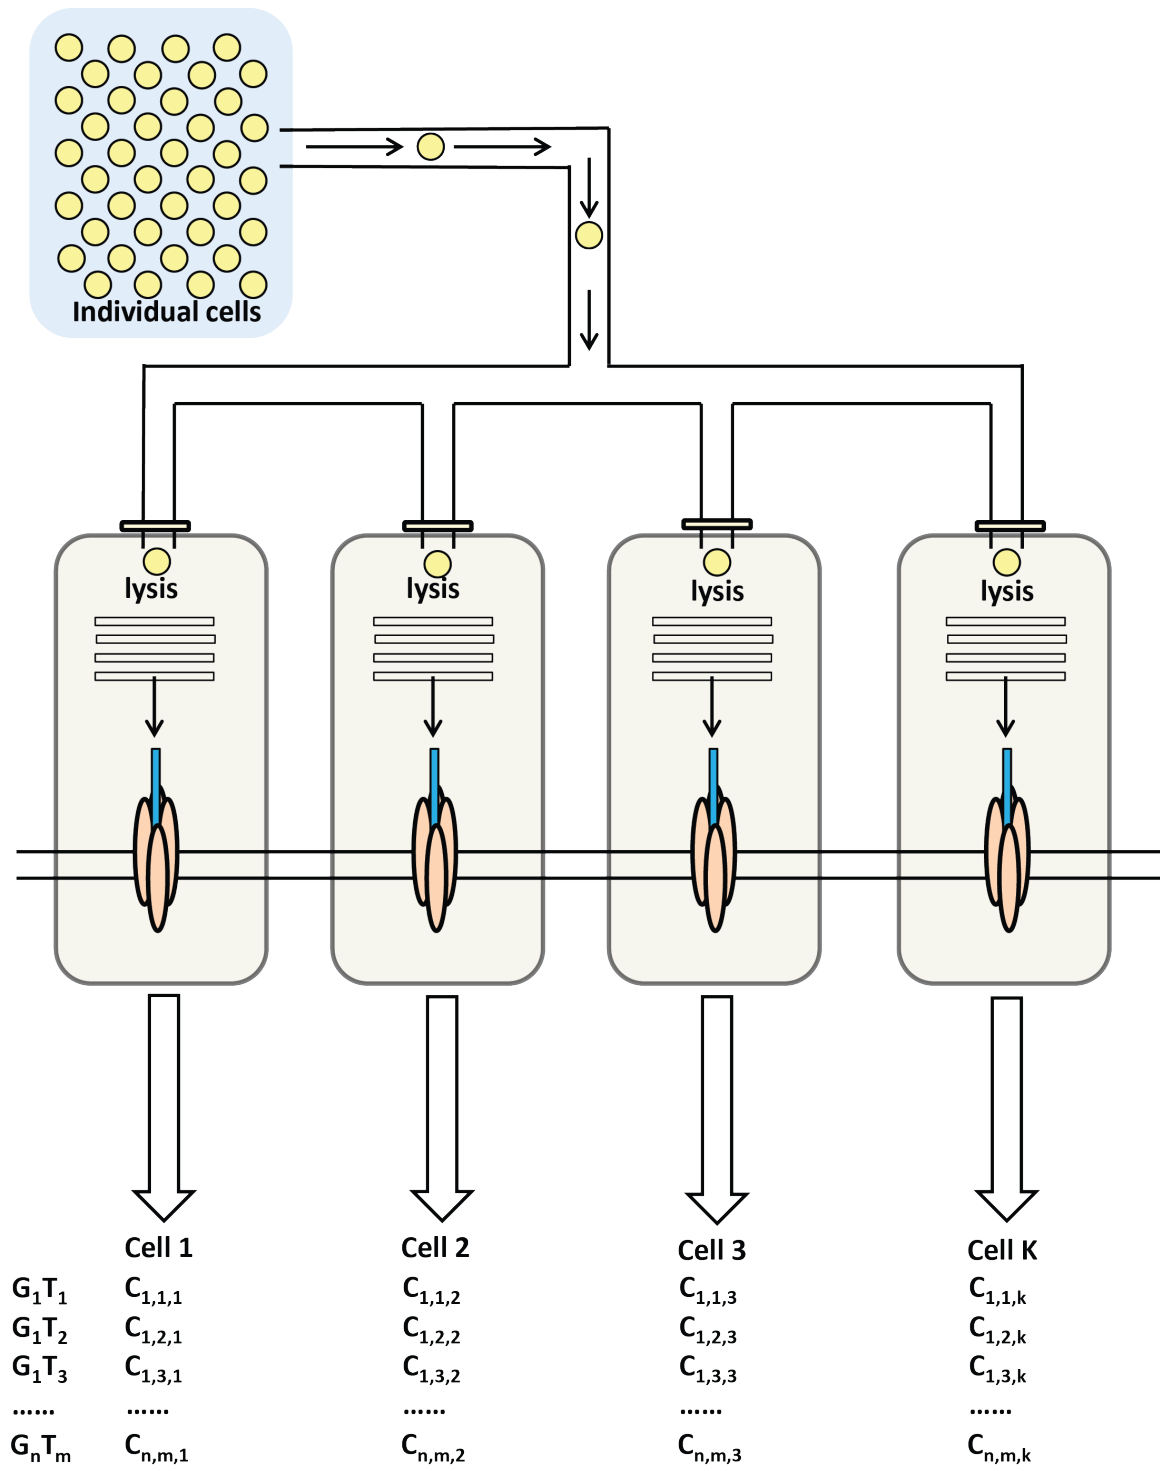 Individual cells
lysis lysis lysis lysis
Cell 1 Cell 2 Cell 3 Cell K
G1T1 C1,1,1 C1,1,2 C1,1,3 C1,1,k
G1T2 C1,2,1 C1,2,2 C1,2,3 C1,2,k
G1T3 C1,3,1 C1,3,2 C1,3,3 C1,3,k
...... ...... ...... ...... ......
GnTm Cn,m,1 Cn,m,2 Cn,m,3 Cn,m,k